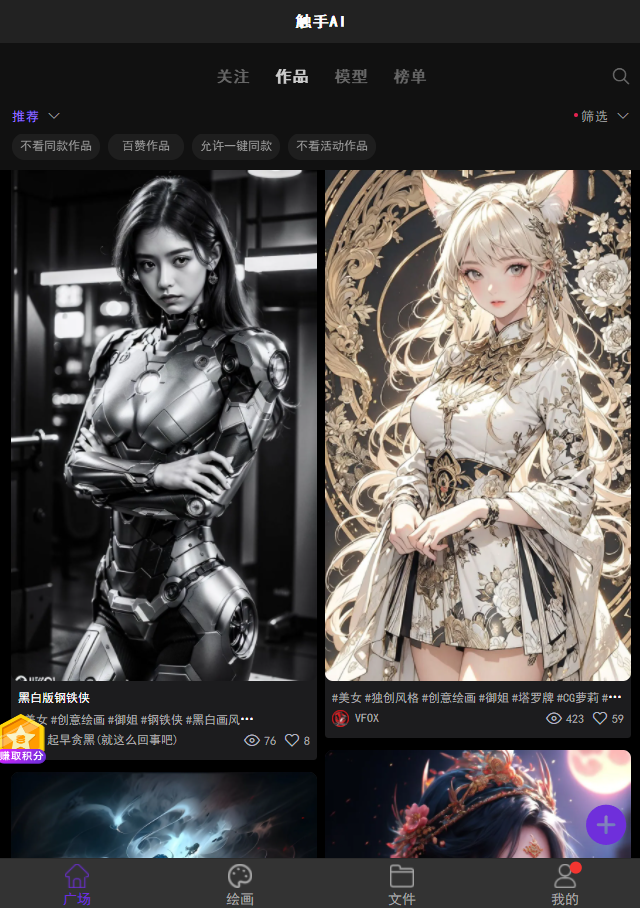 触手AI
关注 作品 模型 榜单
推荐 筛选
不看同款作品 百赞作品 允许一键同款 不看活动作品
黑白版钢铁侠
#创意绘画 #御姐 #钢铁侠 #黑白画风•••
起早贪黑(就这么回事吧) 76 8
#美女 #独创风格 #创意绘画 #御姐 #塔罗牌 #CG萝莉 #•••
VFOX 423 59
赚取积分
广场 绘画 文件 我的